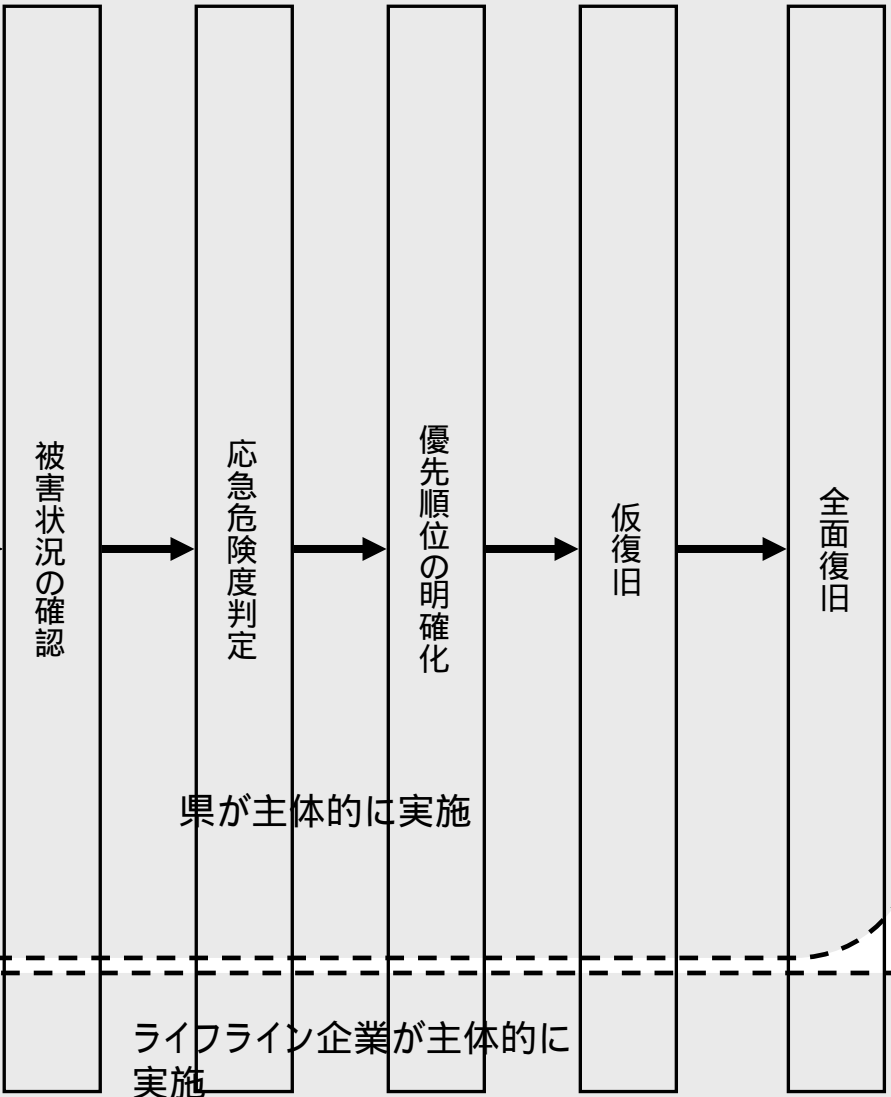 被害状況の確認
応急危険度判定
優先順位の明確化
仮復旧
全面復旧
県が主体的に実施
ライフライン企業が主体的に
実施